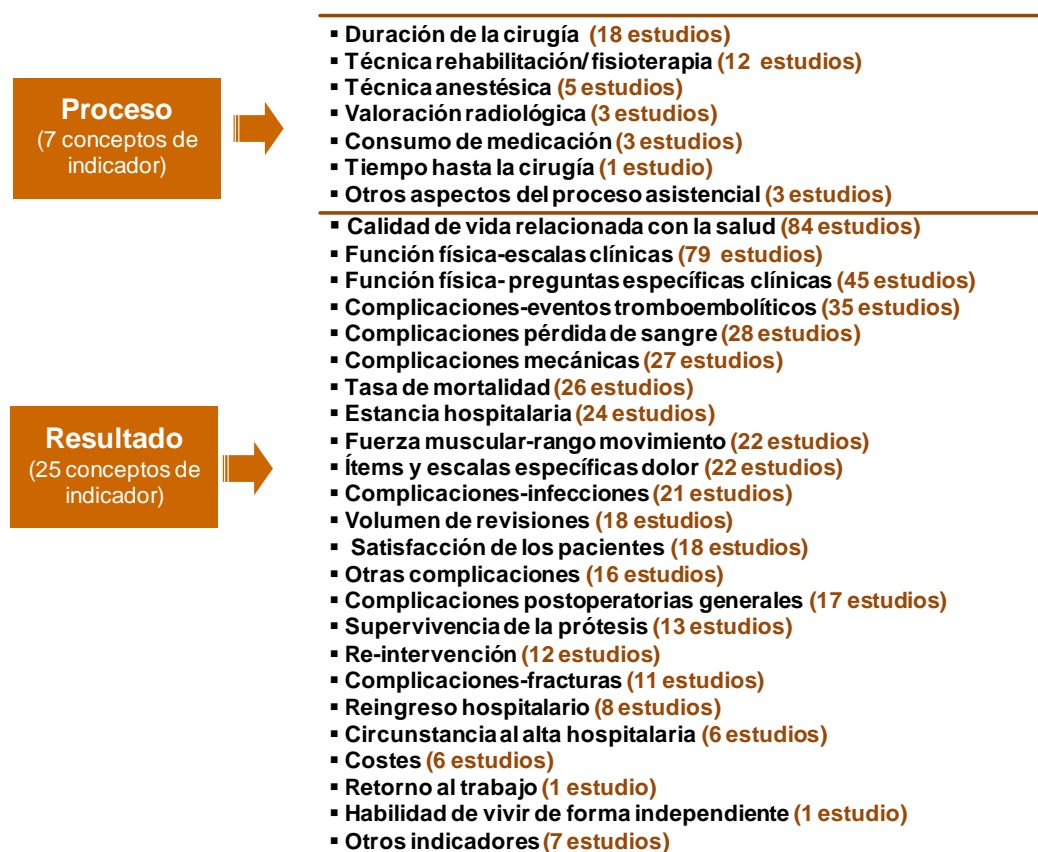 Proceso
(7 conceptos de
indicador)
▪ Duración de la cirugía (18 estudios)
▪ Técnica rehabilitación/fisioterapia (12 estudios)
▪ Técnica anestésica (5 estudios)
▪ Valoración radiológica (3 estudios)
▪ Consumo de medicación (3 estudios)
▪ Tiempo hasta la cirugía (1 estudio)
▪ Otros aspectos del proceso asistencial (3 estudios)
Resultado
(25 conceptos de
indicador)
▪ Calidad de vida relacionada con la salud (84 estudios)
▪ Función física-escalas clínicas (79 estudios)
▪ Función física- preguntas específicas clínicas (45 estudios)
▪ Complicaciones-eventos tromboembolíticos (35 estudios)
▪ Complicaciones pérdida de sangre (28 estudios)
▪ Complicaciones mecánicas (27 estudios)
▪ Tasa de mortalidad (26 estudios)
▪ Estancia hospitalaria (24 estudios)
▪ Fuerza muscular-rango movimiento (22 estudios)
▪ Ítems y escalas específicas dolor (22 estudios)
▪ Complicaciones-infecciones (21 estudios)
▪ Volumen de revisiones (18 estudios)
▪ Satisfacción de los pacientes (18 estudios)
▪ Otras complicaciones (16 estudios)
▪ Complicaciones postoperatorias generales (17 estudios)
▪ Supervivencia de la prótesis (13 estudios)
▪ Re-intervención (12 estudios)
▪ Complicaciones-fracturas (11 estudios)
▪ Reingreso hospitalario (8 estudios)
▪ Circunstancia al alta hospitalaria (6 estudios)
▪ Costes (6 estudios)
▪ Retorno al trabajo (1 estudio)
▪ Habilidad de vivir de forma independiente (1 estudio)
▪ Otros indicadores (7 estudios)